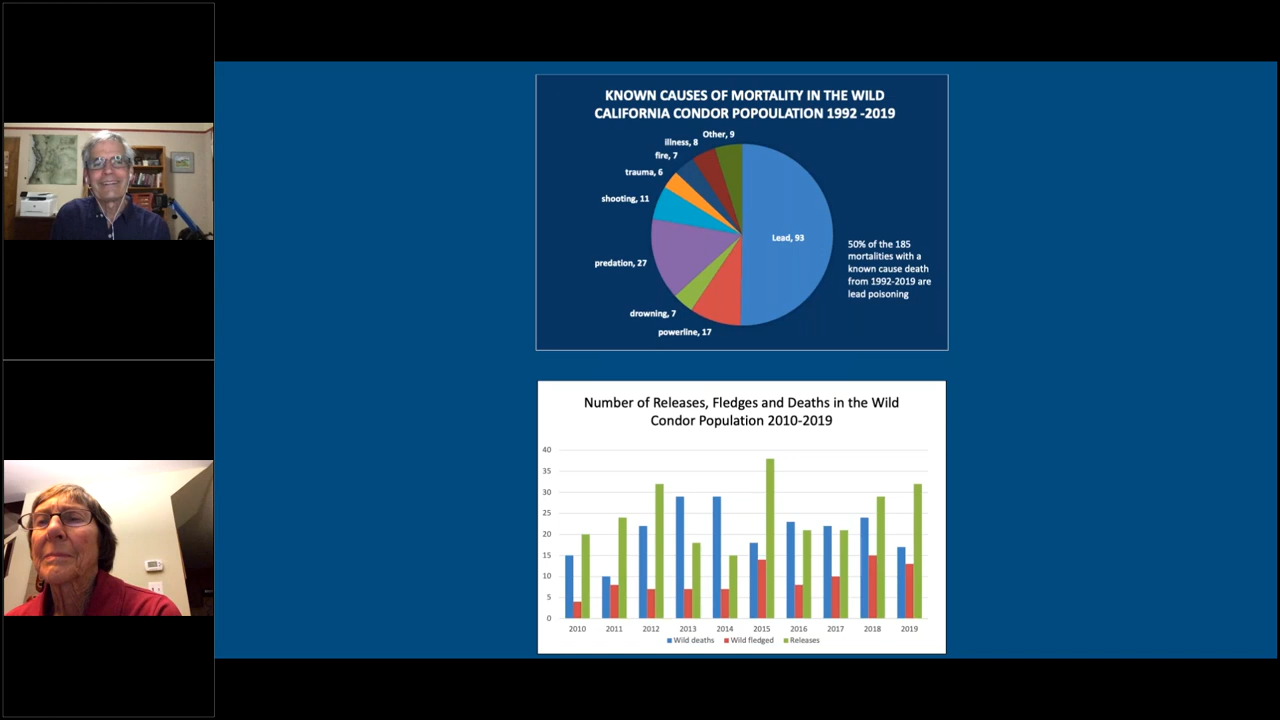 KNOWN CAUSES OF MORTALITY IN THE WILD
CALIFORNIA CONDOR POPOULATION 1992 -2019
Other, 9
illness, 8
fire, 7
trauma, 6
shooting, 11
Lead, 93
predation, 27
drowning, 7
powerline, 17
50% of the 185
mortalities with a
known cause death
from 1992-2019 are
lead poisoning
Number of Releases, Fledges and Deaths in the Wild
Condor Population 2010-2019
40
35
30
25
20
15
10
5
0
2010 2011 2012 2013 2014 2015 2016 2017 2018 2019
Wild deaths Wild fledged Releases